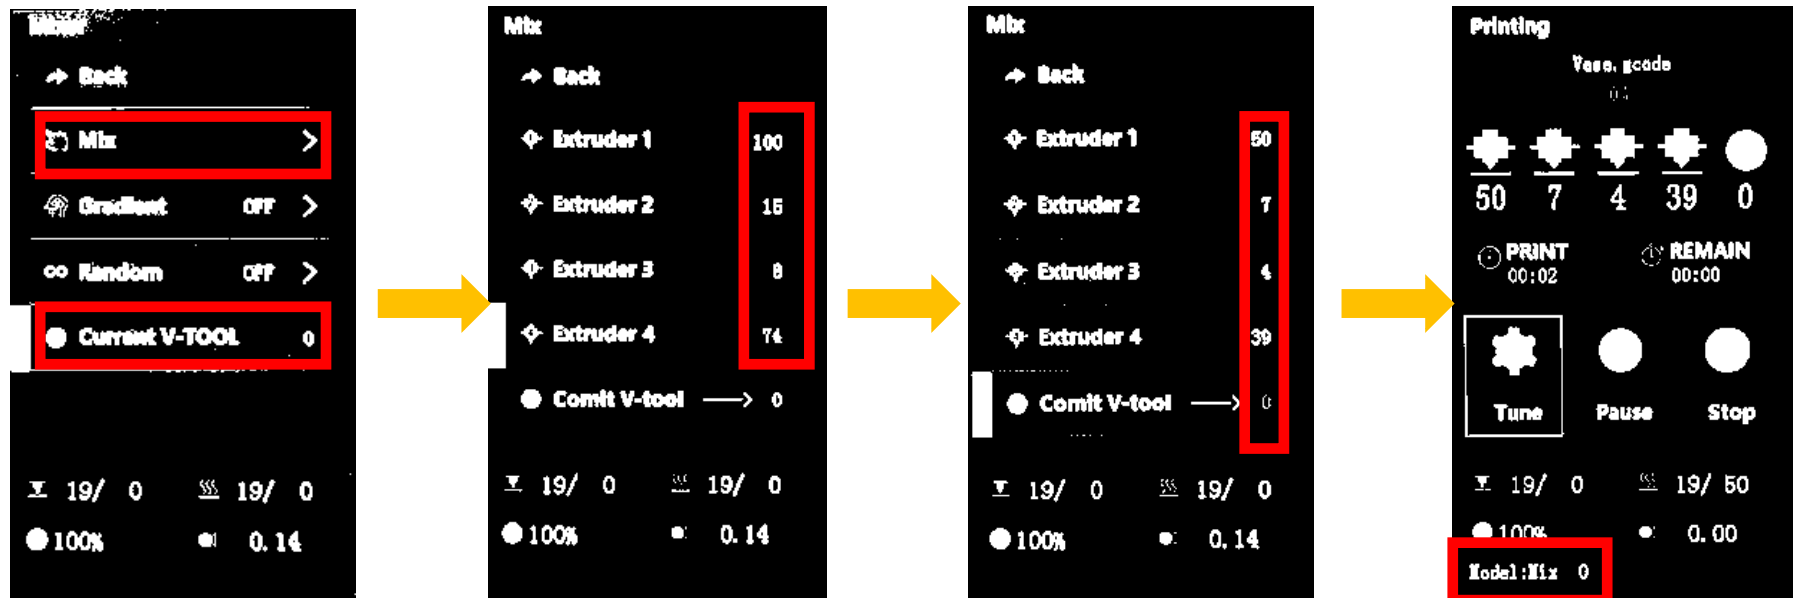 Mixer
Back
Mix
Gradient OFF
Random OFF
Current V-TOOL 0
19/ 0 19/ 0
100% 0.14
Mix
Back
Extruder 1 100
Extruder 2 15
Extruder 3 8
Extruder 4 74
Comit V-tool 0
19/ 0 19/ 0
100% 0.14
Mix
Back
Extruder 1 50
Extruder 2 7
Extruder 3 4
Extruder 4 39
Comit V-tool 0
19/ 0 19/ 0
100% 0.14
Printing
Vase.gcode
50 7 4 39 0
PRINT REMAIN
00:02 00:00
Tune Pause Stop
19/ 0 19/ 50
100% 0.00
Model:Mix 0